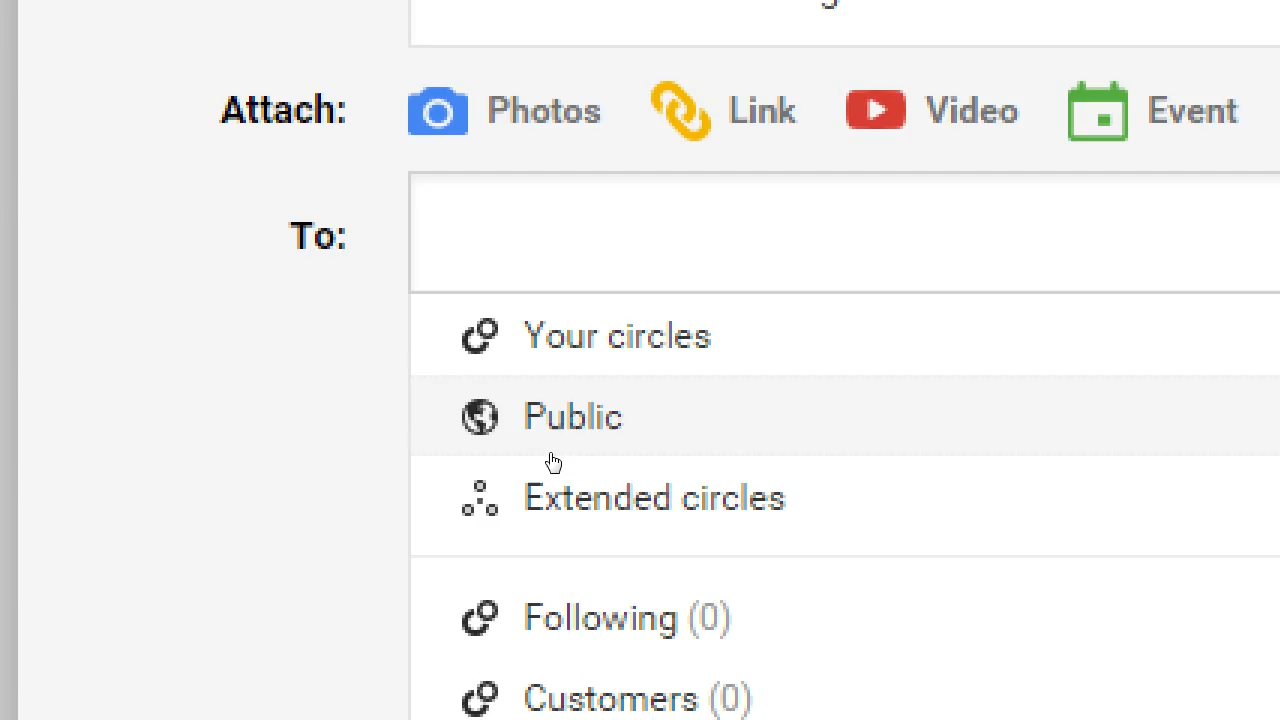 Attach: Photos Link Video Event
To:
Your circles
Public
Extended circles
Following (0)
Customers (0)